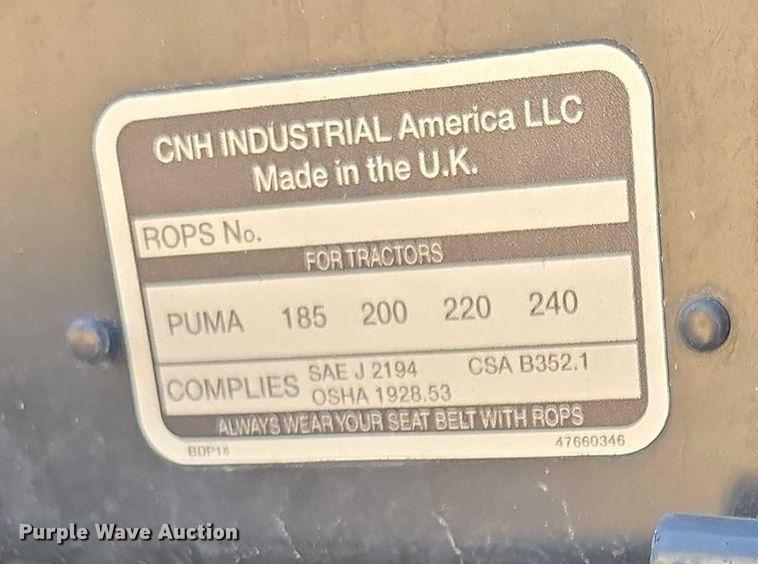 CNH INDUSTRIAL America LLC
Made in the U.K.
ROPS No.
FOR TRACTORS
PUMA 185 200 220 240
COMPLIES SAE J 2194 CSA B352.1
OSHA 1928.53
ALWAYS WEAR YOUR SEAT BELT WITH ROPS
BDP14 47660346
Purple Wave Auction